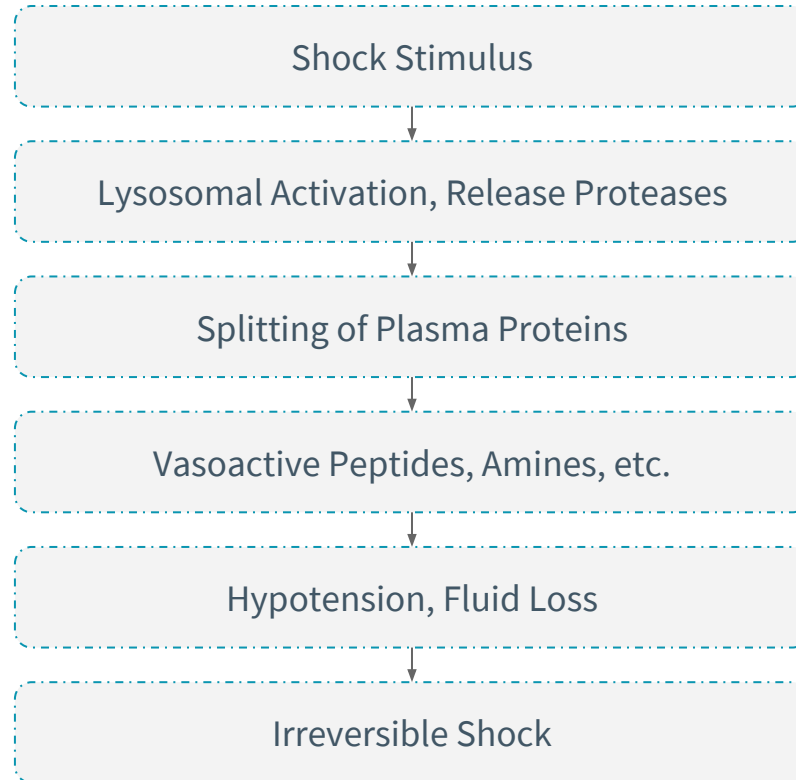 Shock Stimulus
Lysosomal Activation, Release Proteases
Splitting of Plasma Proteins
Vasoactive Peptides, Amines, etc.
Hypotension, Fluid Loss
Irreversible Shock